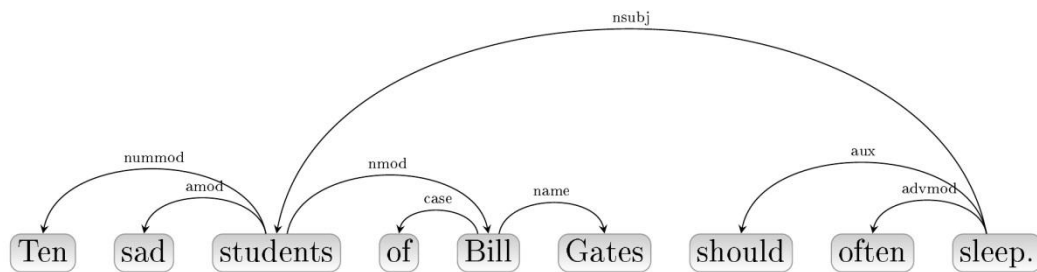 nsubj
nummod nmod aux
amod case name advmod
Ten sad students of Bill Gates should often sleep.